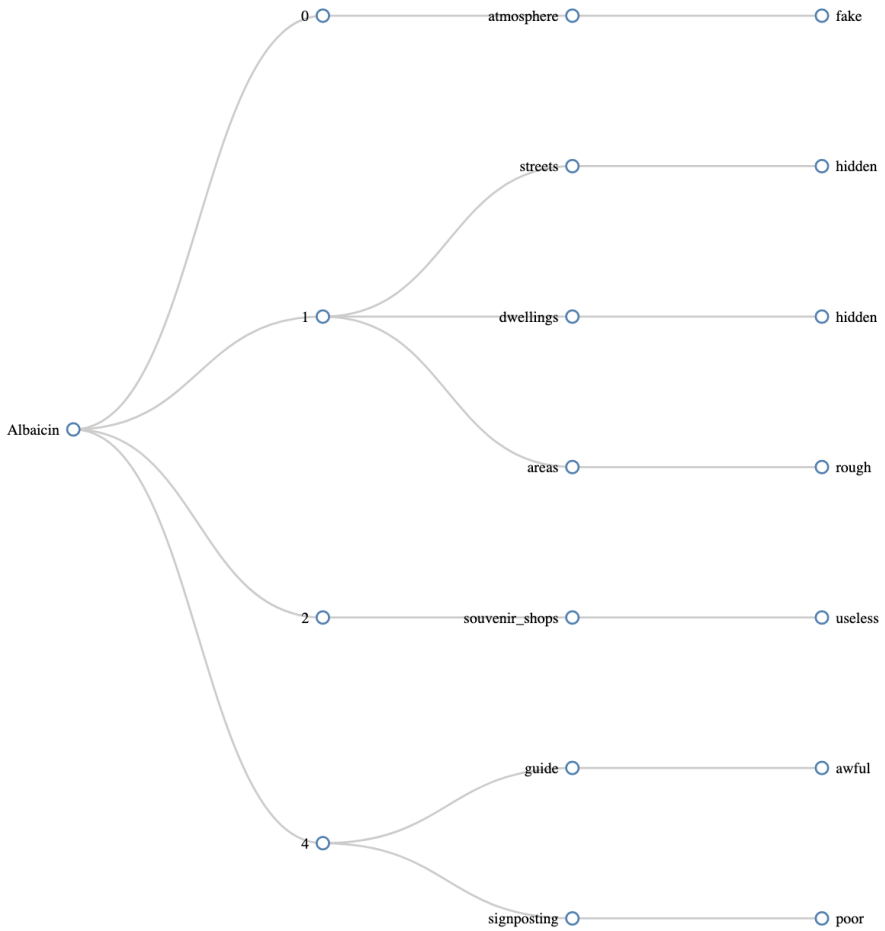 0 atmosphere fake
streets hidden
1 dwellings hidden
Albaicin
areas rough
2 souvenir_shops useless
guide awful
4
signposting poor